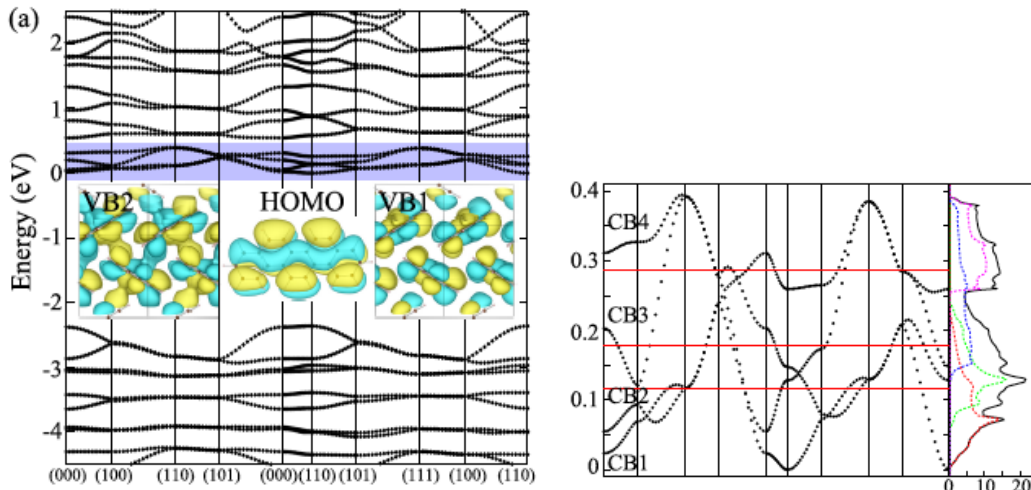 (a)
Energy (eV)
2
1
0
-1
-2
-3
-4
VB2
HOMO
VB1
(000) (100) (110) (101) (000) (110) (101) (111) (100) (110)
0.4
0.3
0.2
0.1
0
CB4
CB3
CB2
CB1
0 10 20